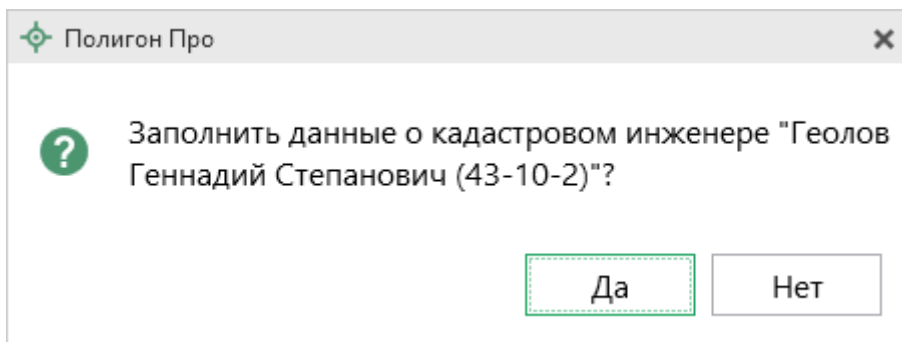 Полигон Про
Заполнить данные о кадастровом инженере "Геолов
Геннадий Степанович (43-10-2)"?
Да
Нет